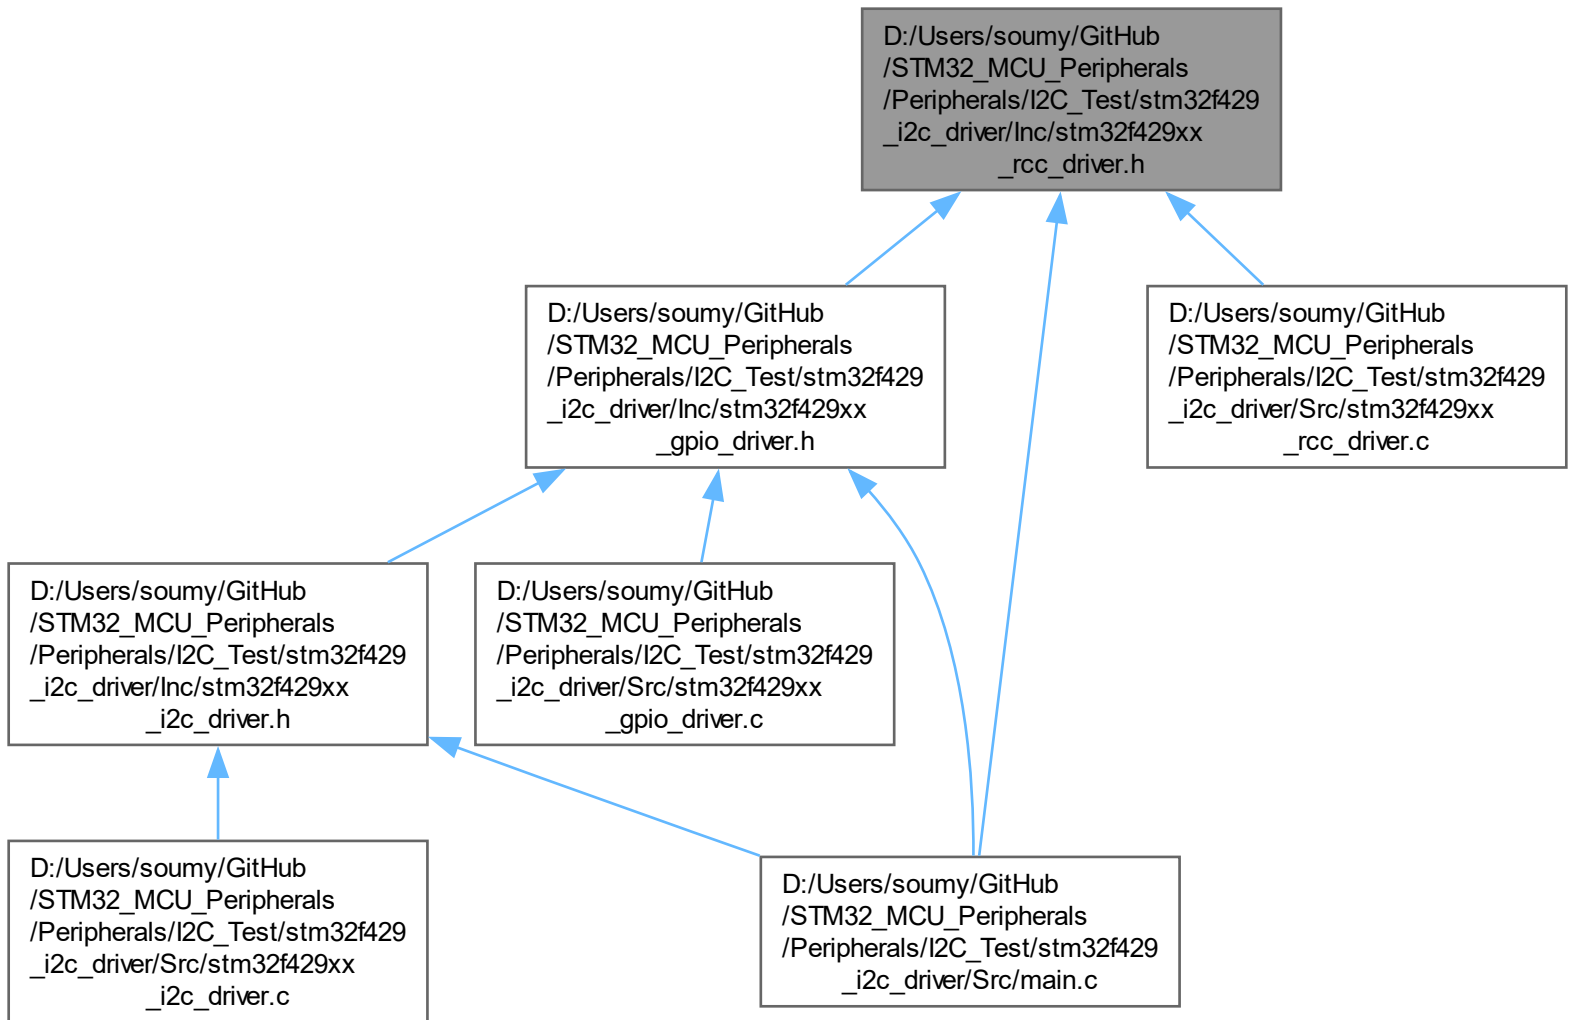 D:/Users/soumy/GitHub
/STM32_MCU_Peripherals
/Peripherals/I2C_Test/stm32f429
_i2c_driver/Inc/stm32f429xx
_rcc_driver.h
D:/Users/soumy/GitHub
/STM32_MCU_Peripherals
/Peripherals/I2C_Test/stm32f429
_i2c_driver/Inc/stm32f429xx
_gpio_driver.h
D:/Users/soumy/GitHub
/STM32_MCU_Peripherals
/Peripherals/I2C_Test/stm32f429
_i2c_driver/Src/stm32f429xx
_rcc_driver.c
D:/Users/soumy/GitHub
/STM32_MCU_Peripherals
/Peripherals/I2C_Test/stm32f429
_i2c_driver/Inc/stm32f429xx
_i2c_driver.h
D:/Users/soumy/GitHub
/STM32_MCU_Peripherals
/Peripherals/I2C_Test/stm32f429
_i2c_driver/Src/stm32f429xx
_gpio_driver.c
D:/Users/soumy/GitHub
/STM32_MCU_Peripherals
/Peripherals/I2C_Test/stm32f429
_i2c_driver/Src/stm32f429xx
_i2c_driver.c
D:/Users/soumy/GitHub
/STM32_MCU_Peripherals
/Peripherals/I2C_Test/stm32f429
_i2c_driver/Src/main.c